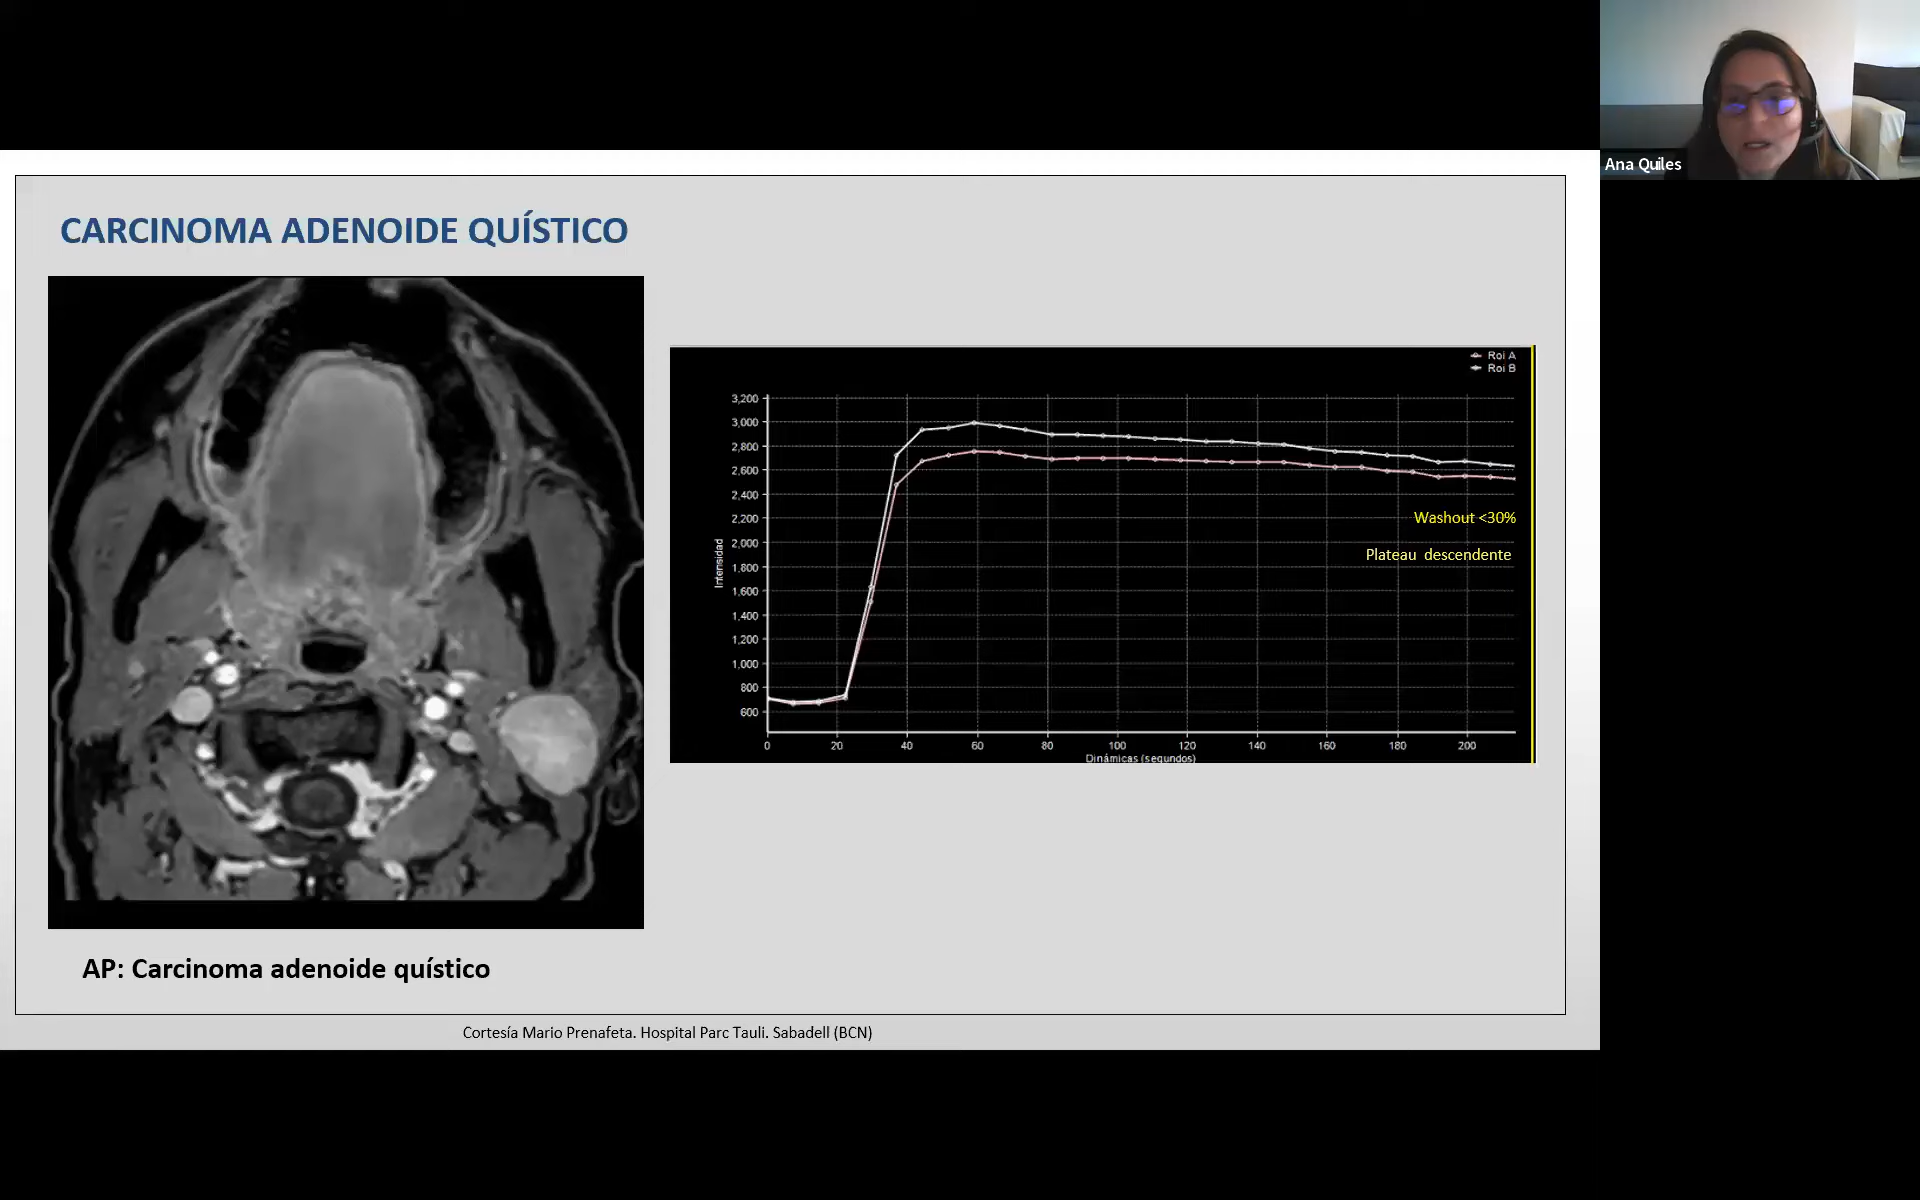 Ana Quiles
CARCINOMA ADENOIDE QUÍSTICO
Roi A
Roi B
3,200
3,000
2,800
2,600
2,400
2,200
2,000
1,800
1,600
1,400
1,200
1,000
800
600
Intensidad
Washout <30%
Plateau descendente
0 20 40 60 80 100 120 140 160 180 200
Dinámicas (segundos)
AP: Carcinoma adenoide quístico
Cortesía Mario Prenafeta. Hospital Parc Tauli. Sabadell (BCN)